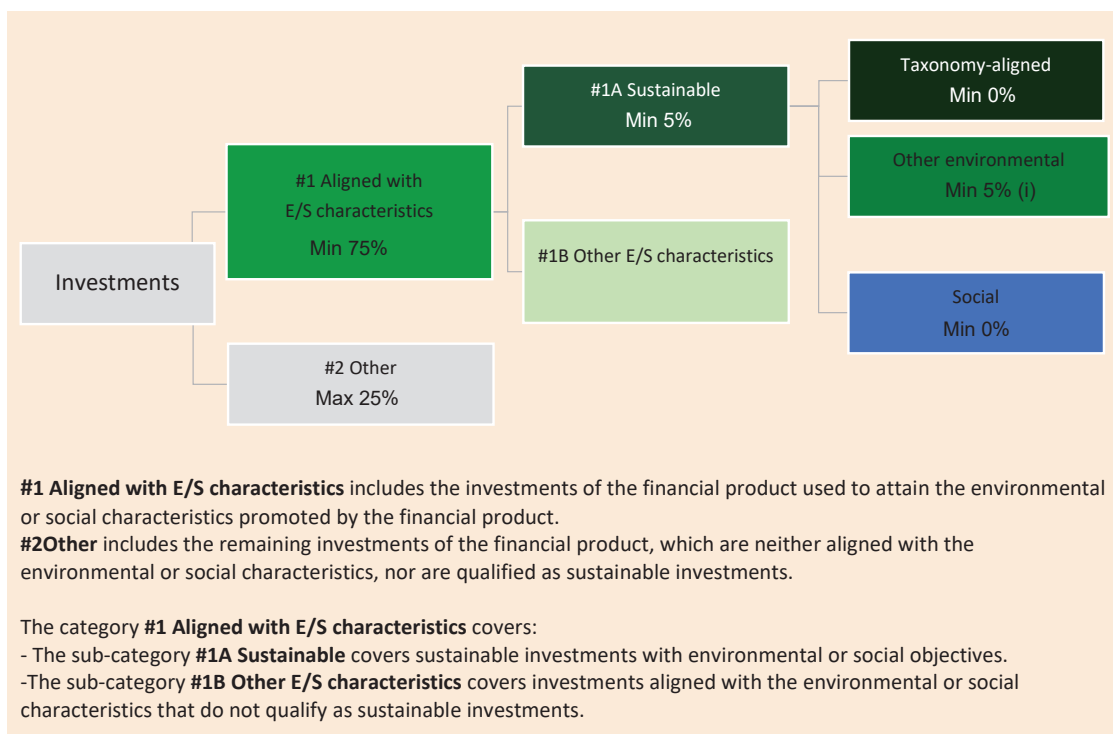 Investments
#1 Aligned with
E/S characteristics
Min 75%
#2 Other
Max 25%
#1A Sustainable
Min 5%
#1B Other E/S characteristics
Taxonomy-aligned
Min 0%
Other environmental
Min 5% (i)
Social
Min 0%
#1 Aligned with E/S characteristics includes the investments of the financial product used to attain the environmental
or social characteristics promoted by the financial product.
#2Other includes the remaining investments of the financial product, which are neither aligned with the
environmental or social characteristics, nor are qualified as sustainable investments.
The category #1 Aligned with E/S characteristics covers:
- The sub-category #1A Sustainable covers sustainable investments with environmental or social objectives.
-The sub-category #1B Other E/S characteristics covers investments aligned with the environmental or social
characteristics that do not qualify as sustainable investments.